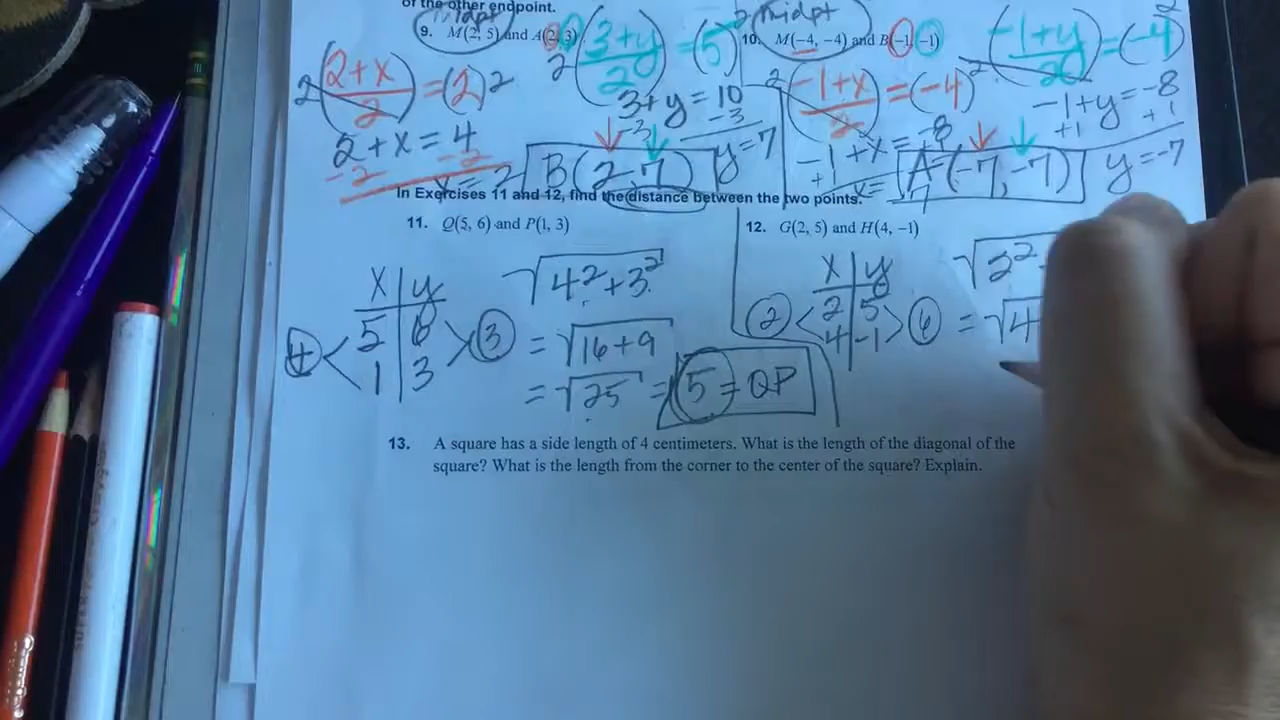 of the other endpoint.
midpt
midpt
9. M(2, 5) and A(2, 3)
10. M(−4, −4) and B(−1, −1)
2(2+x/2)=(2)2
2(3+y/2)=(5)
2(−1+x/2)=(−4)2
(−1+y/2)=(−4)2
3+y=10
−3 −3
y=7
2+x=4
−2 −2
x=2
B(2,7)
−1+x=−8
+1
x=−7
−1+y=−8
+1 +1
y=−7
A=(−7,−7)
In Exercises 11 and 12, find the distance between the two points.
11. Q(5, 6) and P(1, 3)
12. G(2, 5) and H(4, −1)
x y
5 6
1 3
4
3
√4²+3²
=√16+9
=√25=5=QP
x y
2 5
4 −1
2
6
√2²
=√4
13. A square has a side length of 4 centimeters. What is the length of the diagonal of the
square? What is the length from the corner to the center of the square? Explain.